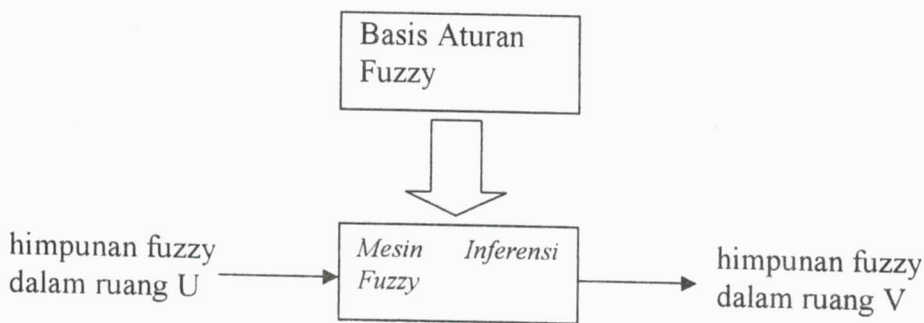 Basis Aturan
Fuzzy
himpunan fuzzy
dalam ruang U
Mesin Inferensi
Fuzzy
himpunan fuzzy
dalam ruang V